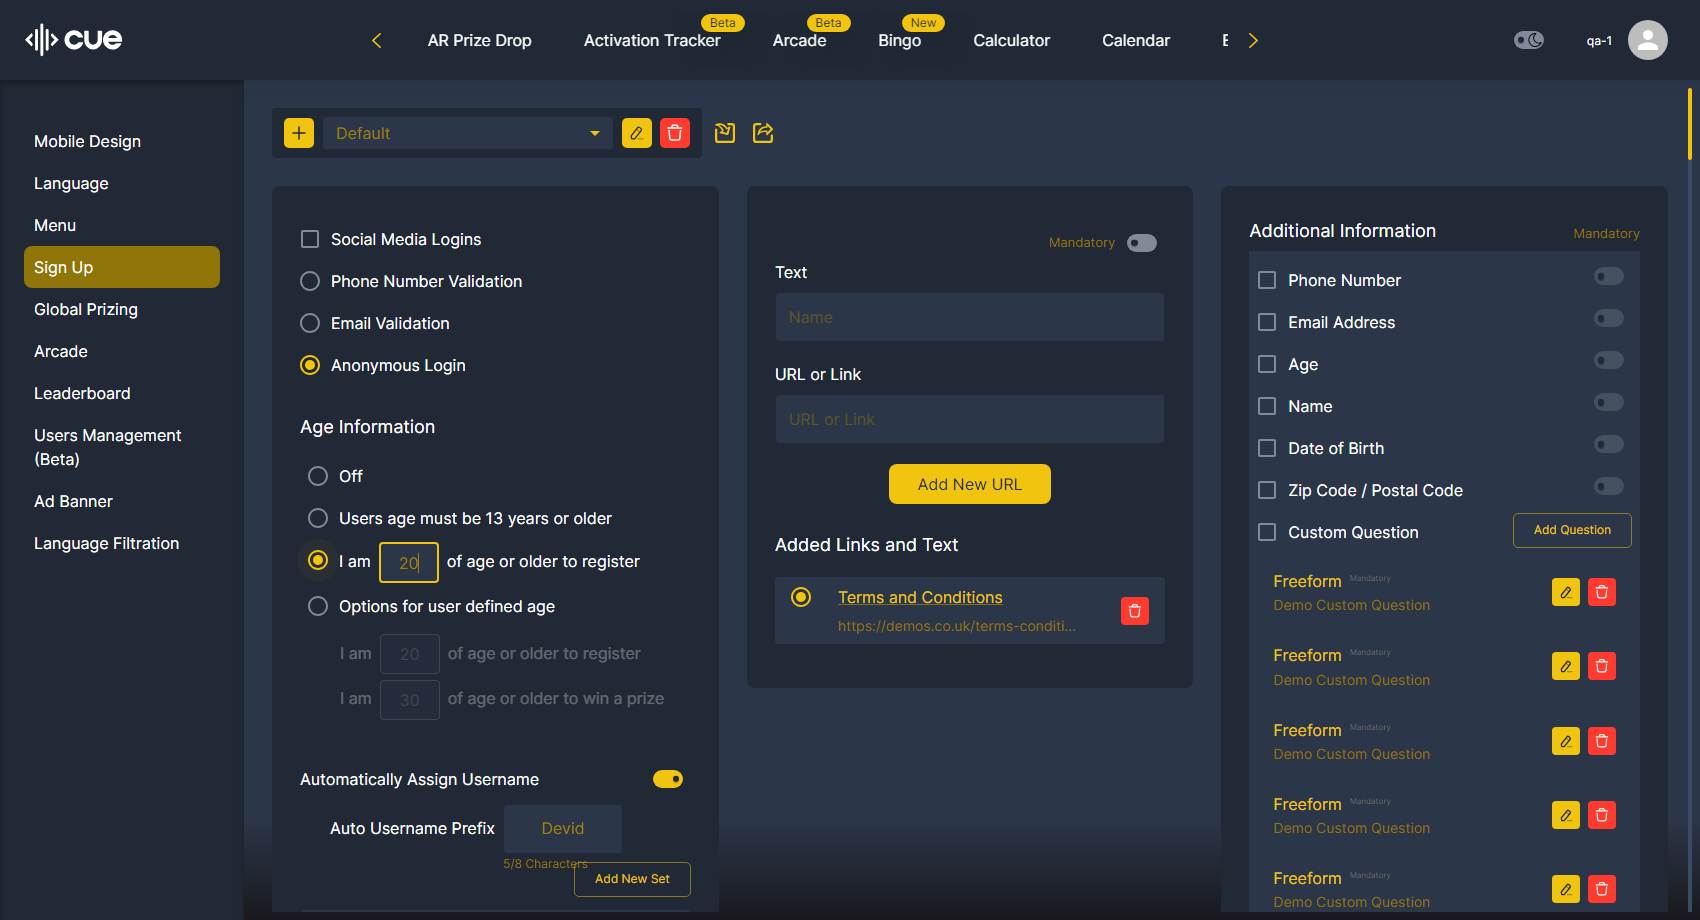 cue
AR Prize Drop
Activation Tracker
Beta
Arcade
Beta
Bingo
New
Calculator
Calendar
qa-1
Mobile Design
Language
Menu
Sign Up
Global Prizing
Arcade
Leaderboard
Users Management
(Beta)
Ad Banner
Language Filtration
Default
Social Media Logins
Phone Number Validation
Email Validation
Anonymous Login
Age Information
Off
Users age must be 13 years or older
I am 20 of age or older to register
Options for user defined age
I am 20 of age or older to register
I am 30 of age or older to win a prize
Automatically Assign Username
Auto Username Prefix Devid
5/8 Characters
Add New Set
Mandatory
Text
Name
URL or Link
URL or Link
Add New URL
Added Links and Text
Terms and Conditions
https://demos.co.uk/terms-conditi...
Additional Information Mandatory
Phone Number
Email Address
Age
Name
Date of Birth
Zip Code / Postal Code
Custom Question Add Question
Freeform Mandatory
Demo Custom Question
Freeform Mandatory
Demo Custom Question
Freeform Mandatory
Demo Custom Question
Freeform Mandatory
Demo Custom Question
Freeform Mandatory
Demo Custom Question